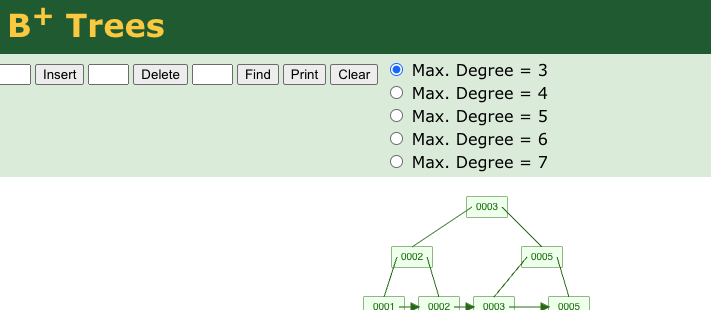 B+ Trees
Insert Delete Find Print Clear
Max. Degree = 3
Max. Degree = 4
Max. Degree = 5
Max. Degree = 6
Max. Degree = 7
0003
0002 0005
0001 0002 0003 0005